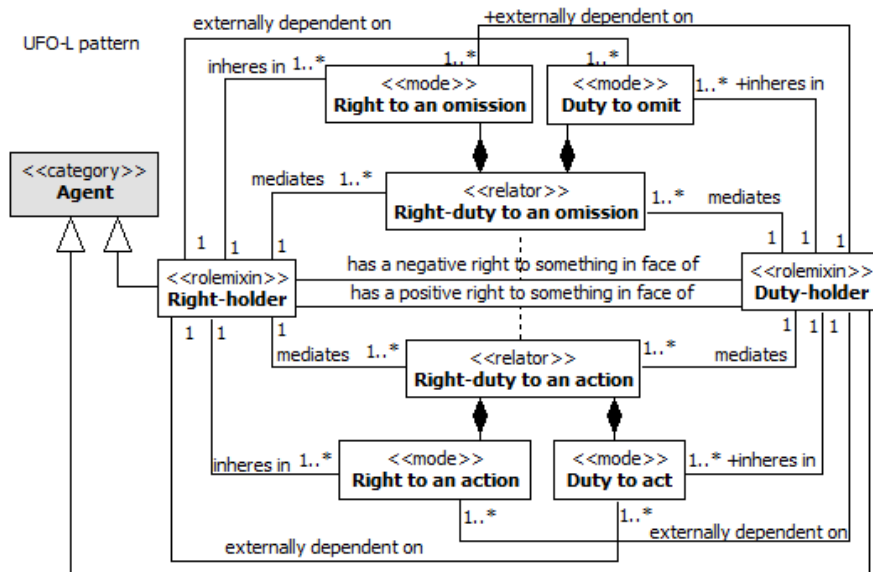 externally dependent on
+externally dependent on
UFO-L pattern
1..*
1..*
inheres in
1..*
<<mode>>
Right to an omission
<<mode>>
Duty to omit
1..*
+inheres in
<<category>>
Agent
mediates
1..*
<<relator>>
Right-duty to an omission
1..*
mediates
1
1
1
1
1
1
<<rolemixin>>
Right-holder
has a negative right to something in face of
has a positive right to something in face of
<<rolemixin>>
Duty-holder
1
1
1
1
1
1
mediates
1..*
<<relator>>
Right-duty to an action
1..*
mediates
inheres in
1..*
<<mode>>
Right to an action
<<mode>>
Duty to act
1..*
+inheres in
1..*
1..*
externally dependent on
externally dependent on